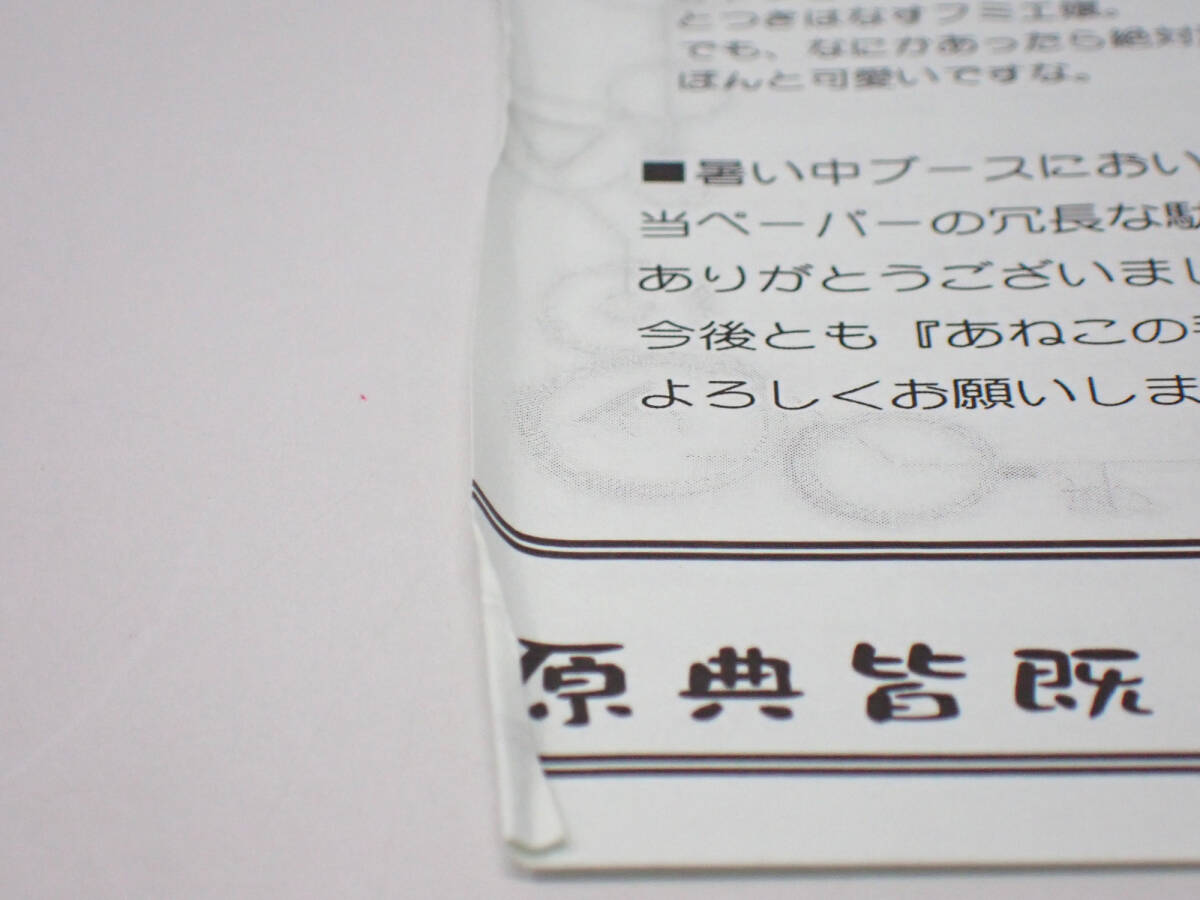 とつきはなすフミエ嬢。
でも、なにかあったら絶対
ほんと可愛いですな。
■暑い中ブースにおい
当ペーパーの冗長な駄
ありがとうございまし
今後とも『あねこの
よろしくお願いしま
原典皆既